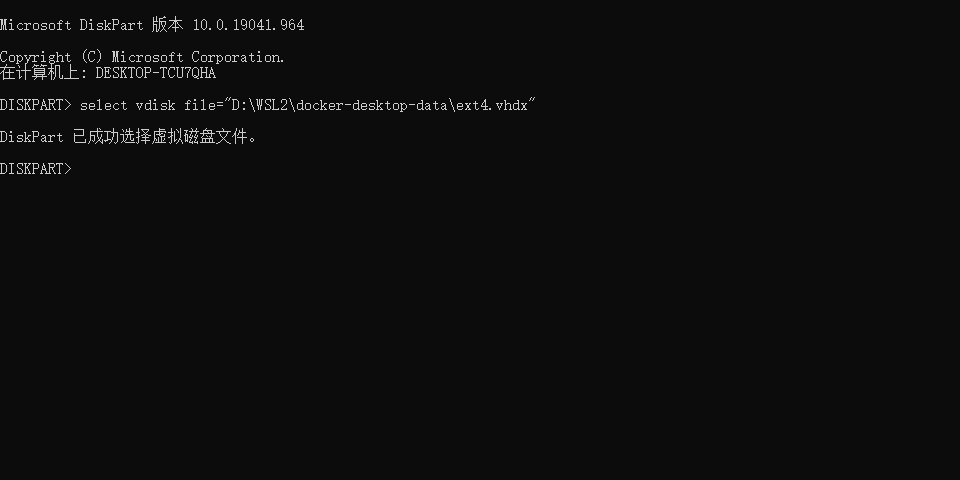 Microsoft DiskPart 版本 10.0.19041.964
Copyright (C) Microsoft Corporation.
在计算机上: DESKTOP-TCU7QHA
DISKPART> select vdisk file="D:\WSL2\docker-desktop-data\ext4.vhdx"
DiskPart 已成功选择虚拟磁盘文件。
DISKPART>